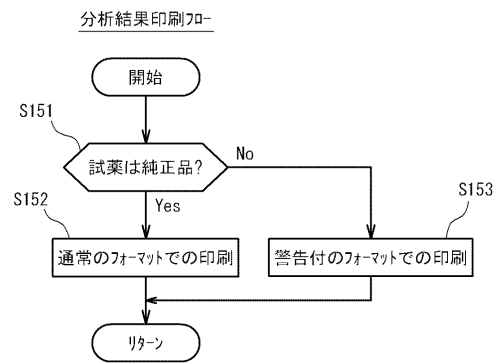 分析結果印刷ﾌﾛｰ
開始
S151
試薬は純正品?
No
Yes
S152
S153
通常のﾌｫｰﾏｯﾄでの印刷
警告付のﾌｫｰﾏｯﾄでの印刷
ﾘﾀｰﾝ